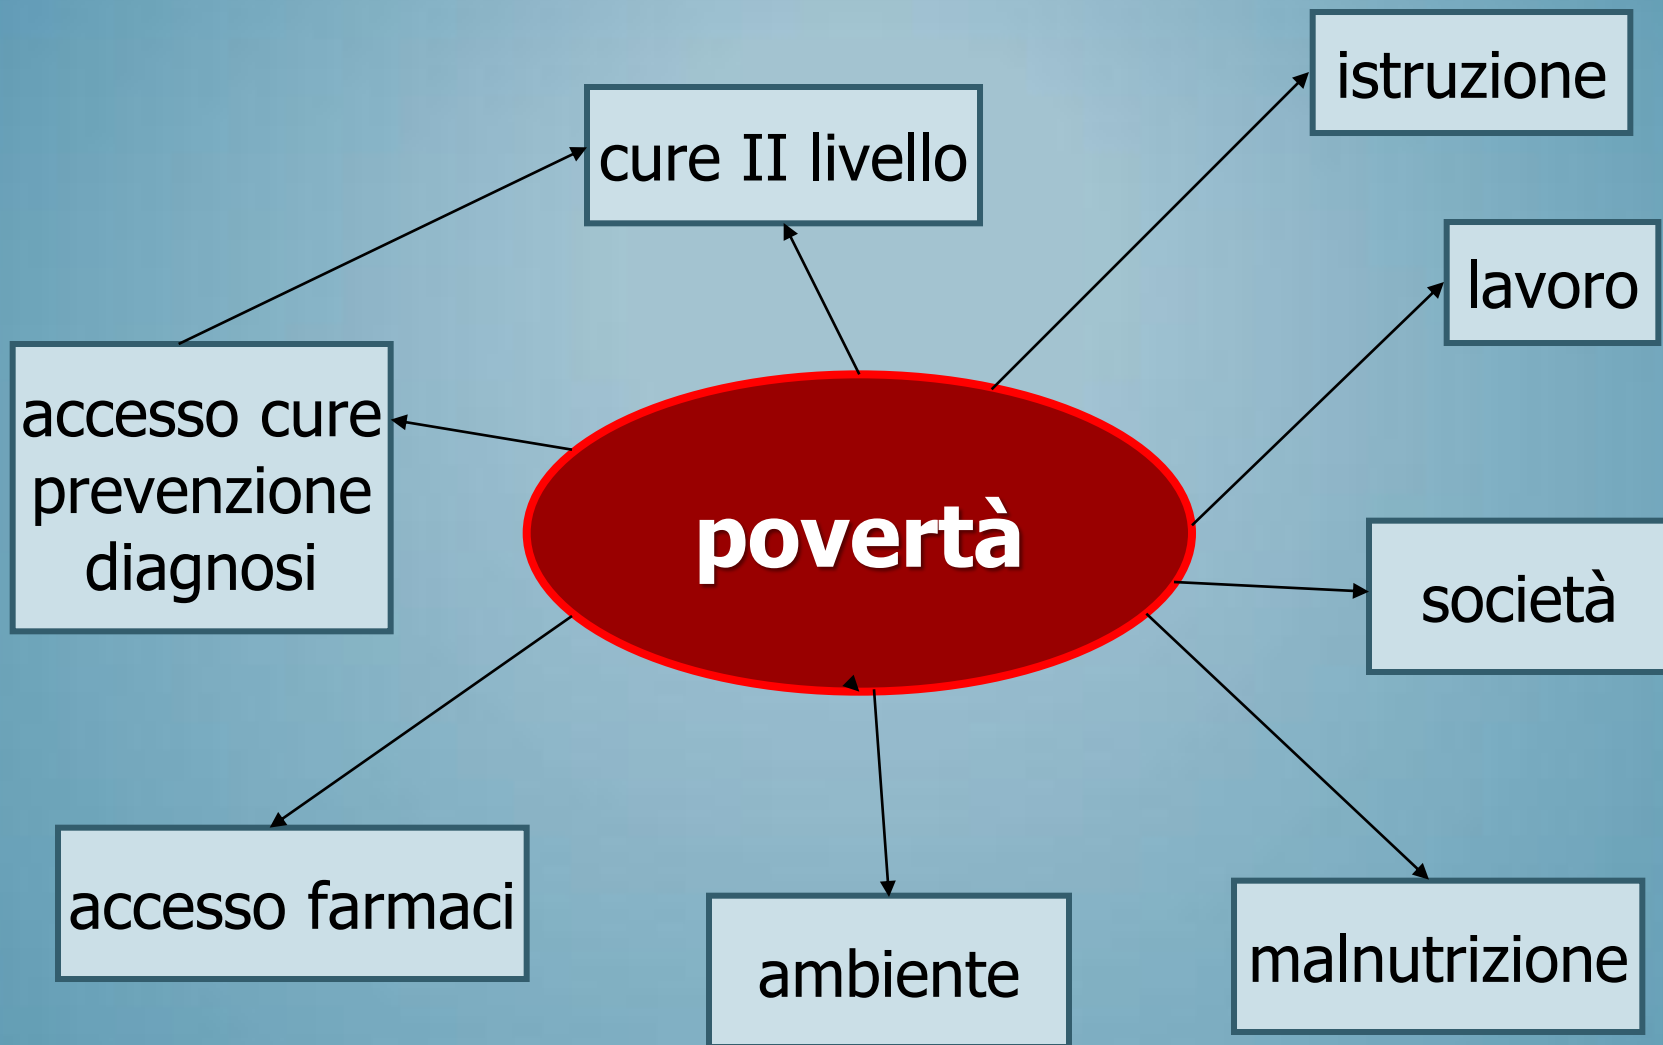 istruzione
cure II livello
lavoro
accesso cure
prevenzione
diagnosi
povertà
società
accesso farmaci
ambiente
malnutrizione